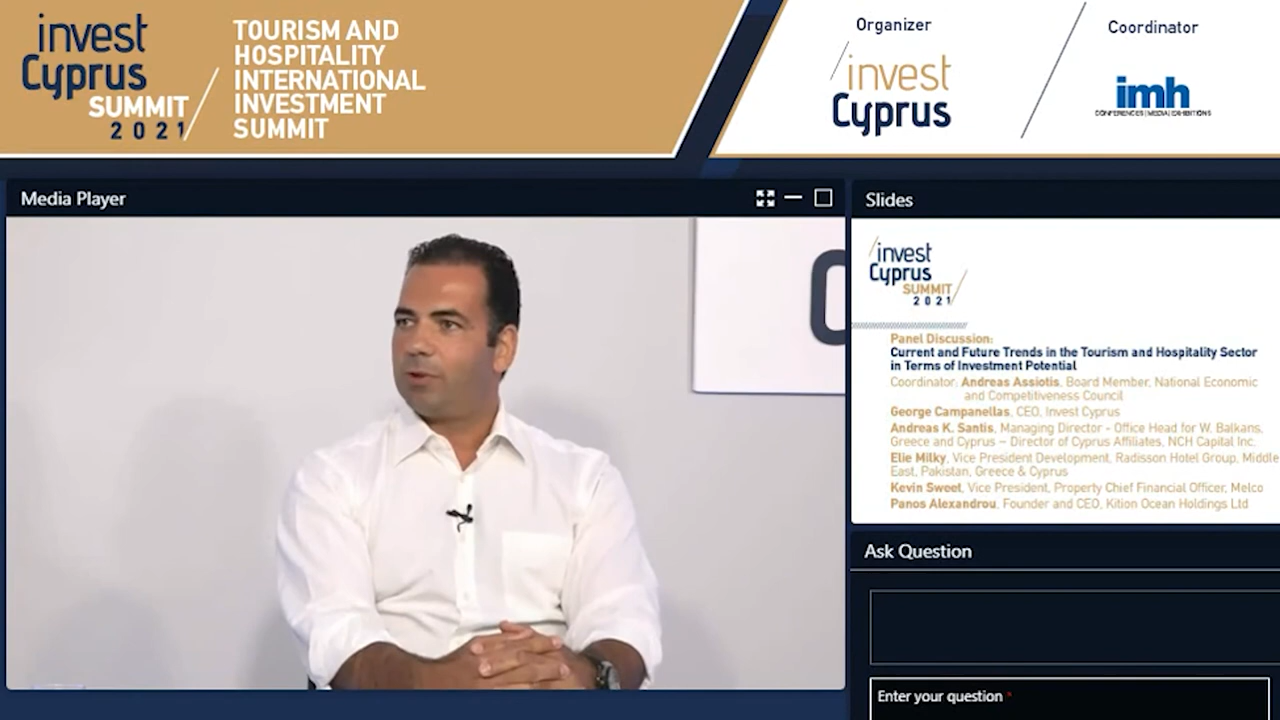 invest
Cyprus
SUMMIT
2021
TOURISM AND
HOSPITALITY
INTERNATIONAL
INVESTMENT
SUMMIT
Organizer
invest
Cyprus
Coordinator
imh
CONFERENCES | MEDIA | EXHIBITIONS
Media Player
Slides
invest
Cyprus
SUMMIT
2021
Panel Discussion:
Current and Future Trends in the Tourism and Hospitality Sector
in Terms of Investment Potential
Coordinator: Andreas Assiotis, Board Member, National Economic
and Competitiveness Council
George Campanellas, CEO, Invest Cyprus
Andreas K. Santis, Managing Director - Office Head for W. Balkans,
Greece and Cyprus – Director of Cyprus Affiliates, NCH Capital Inc.
Elie Milky, Vice President Development, Radisson Hotel Group, Middle
East, Pakistan, Greece & Cyprus
Kevin Sweet, Vice President, Property Chief Financial Officer, Melco
Panos Alexandrou, Founder and CEO, Kition Ocean Holdings Ltd
Ask Question
Enter your question *